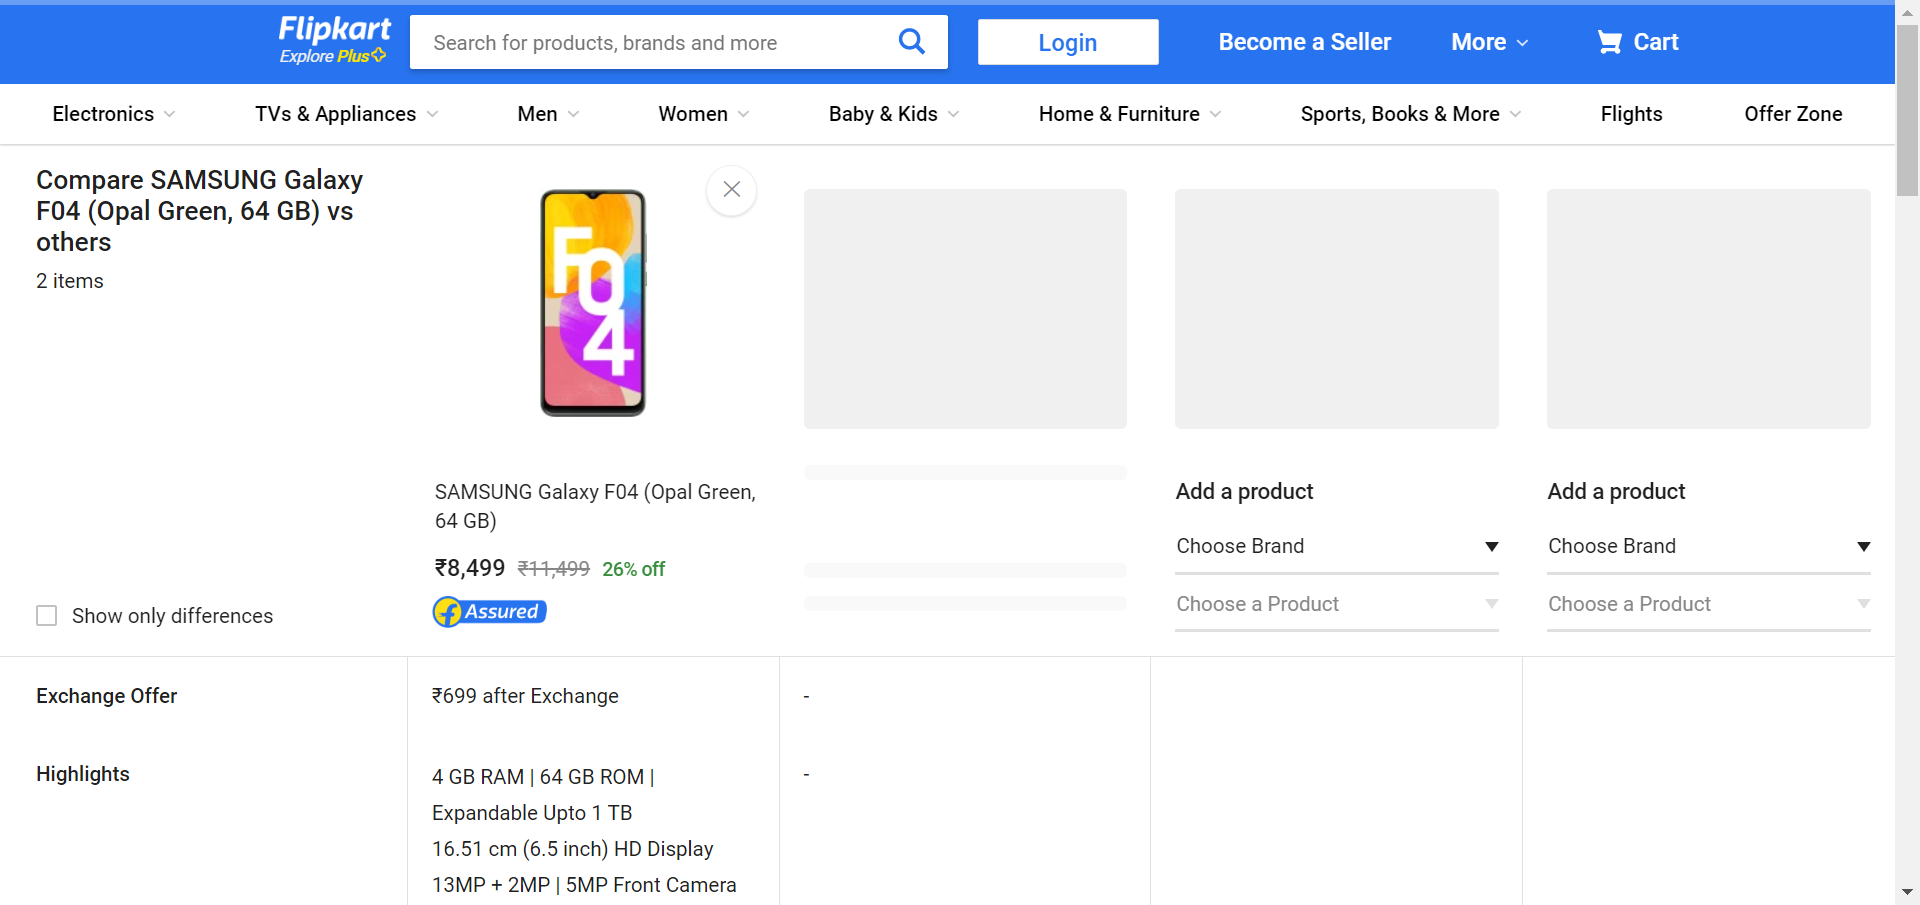 Flipkart
Explore Plus
Search for products, brands and more
Login
Become a Seller
More
Cart
Electronics
TVs & Appliances
Men
Women
Baby & Kids
Home & Furniture
Sports, Books & More
Flights
Offer Zone
Compare SAMSUNG Galaxy
F04 (Opal Green, 64 GB) vs
others
2 items
Show only differences
F04
SAMSUNG Galaxy F04 (Opal Green,
64 GB)
₹8,499 ₹11,499 26% off
f Assured
Add a product
Choose Brand
Choose a Product
Add a product
Choose Brand
Choose a Product
Exchange Offer
₹699 after Exchange
-
Highlights
4 GB RAM | 64 GB ROM |
Expandable Upto 1 TB
16.51 cm (6.5 inch) HD Display
13MP + 2MP | 5MP Front Camera
-